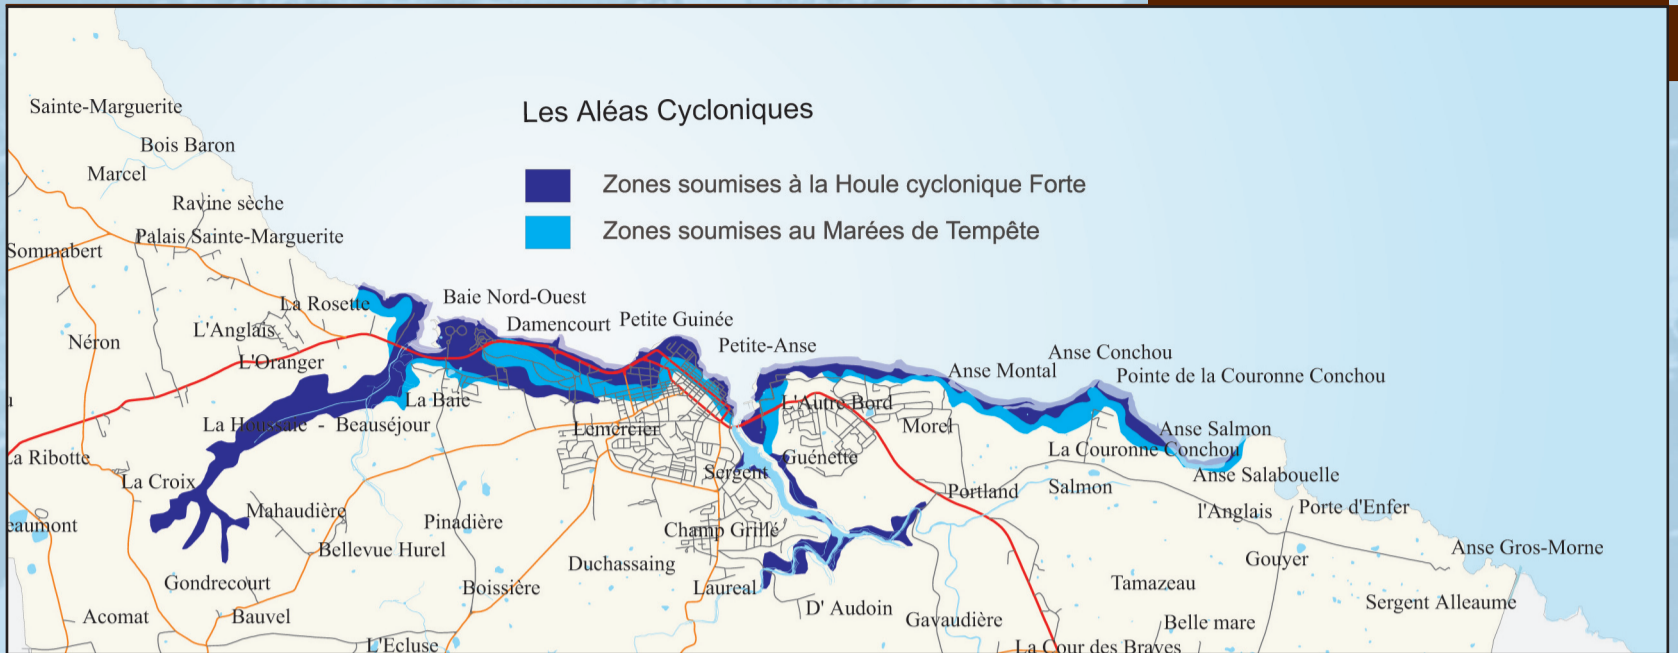 Les Aléas Cycloniques
Zones soumises à la Houle cyclonique Forte
Zones soumises au Marées de Tempête
Sainte-Marguerite
Bois Baron
Marcel
Ravine sèche
Palais Sainte-Marguerite
Sommabert
La Rosette
Baie Nord-Ouest
Damencourt
Petite Guinée
Petite-Anse
L'Anglais
Néron
L'Oranger
Anse Conchou
Anse Montal
Pointe de la Couronne Conchou
La Baie
L'Autre Bord
La Houssaie - Beauséjour
Lemercier
Morel
Anse Salmon
La Couronne Conchou
La Ribotte
Guénette
Sergent
Anse Salabouelle
La Croix
Portland
Salmon
Mahaudière
l'Anglais
Porte d'Enfer
eaumont
Pinadière
Champ Grillé
Bellevue Hurel
Anse Gros-Morne
Duchassaing
Gouyer
Gondrecourt
Boissière
Laureal
Tamazeau
D' Audoin
Sergent Alleaume
Acomat
Bauvel
Gavaudière
Belle mare
L'Ecluse
La Cour des Braves